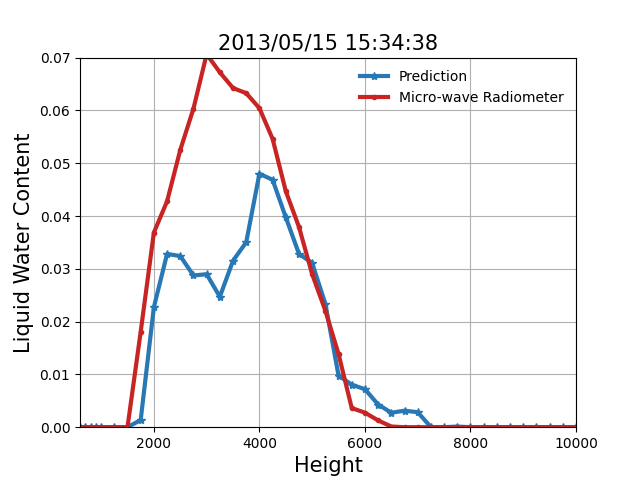 2013/05/15 15:34:38
Prediction
Micro-wave Radiometer
Liquid Water Content
0.07
0.06
0.05
0.04
0.03
0.02
0.01
0.00
2000 4000 6000 8000 10000
Height